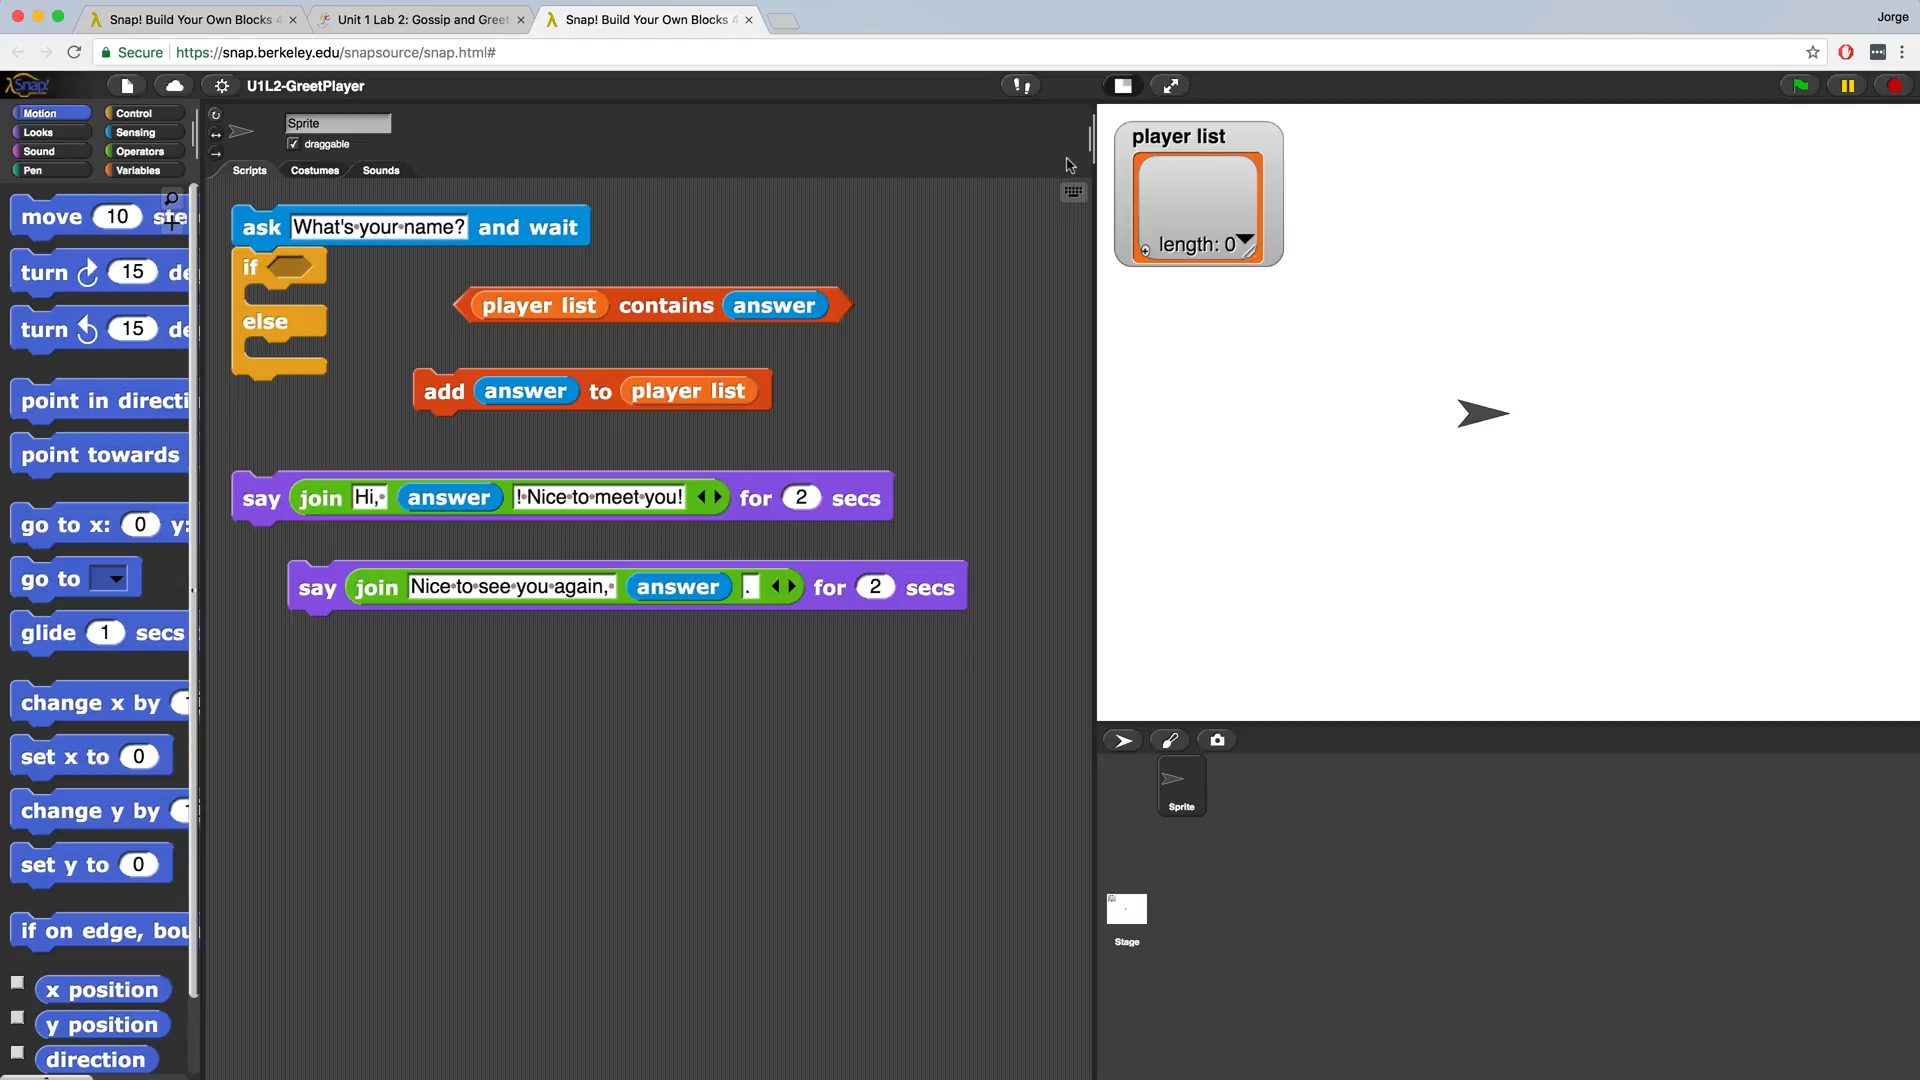 Snap! Build Your Own Blocks 4
Unit 1 Lab 2: Gossip and Greet
Snap! Build Your Own Blocks 4
Jorge
Secure
https://snap.berkeley.edu/snapsource/snap.html#
Snap!
U1L2-GreetPlayer
Motion
Control
Looks
Sensing
Sound
Operators
Pen
Variables
Sprite
draggable
Scripts
Costumes
Sounds
move 10 ste
turn 15 de
turn 15 de
point in directi
point towards
go to x: 0 y:
go to
glide 1 secs
change x by
set x to 0
change y by
set y to 0
if on edge, bou
x position
y position
direction
ask What's your name? and wait
if
else
player list contains answer
add answer to player list
say join Hi, answer ! Nice to meet you! for 2 secs
say join Nice to see you again, answer . for 2 secs
player list
length: 0
Sprite
Stage